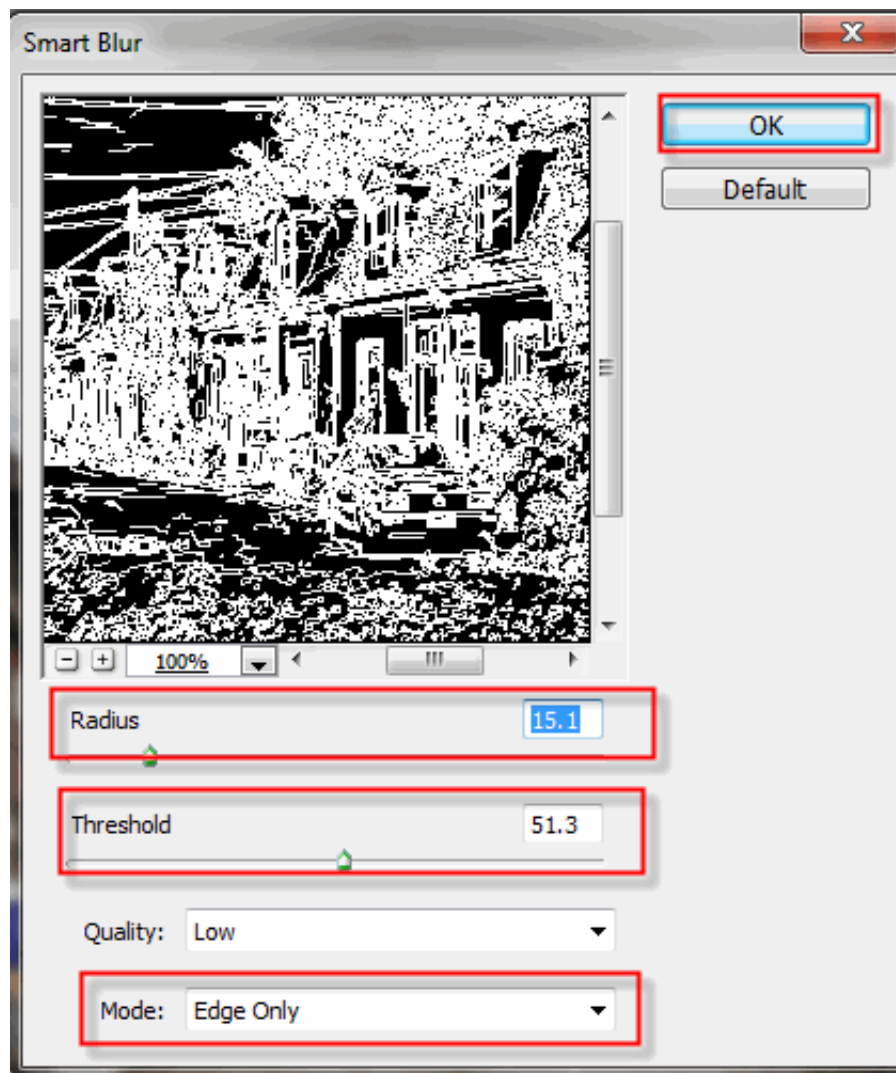 Smart Blur
OK
Default
100%
Radius
15.1
Threshold
51.3
Quality: Low
Mode: Edge Only